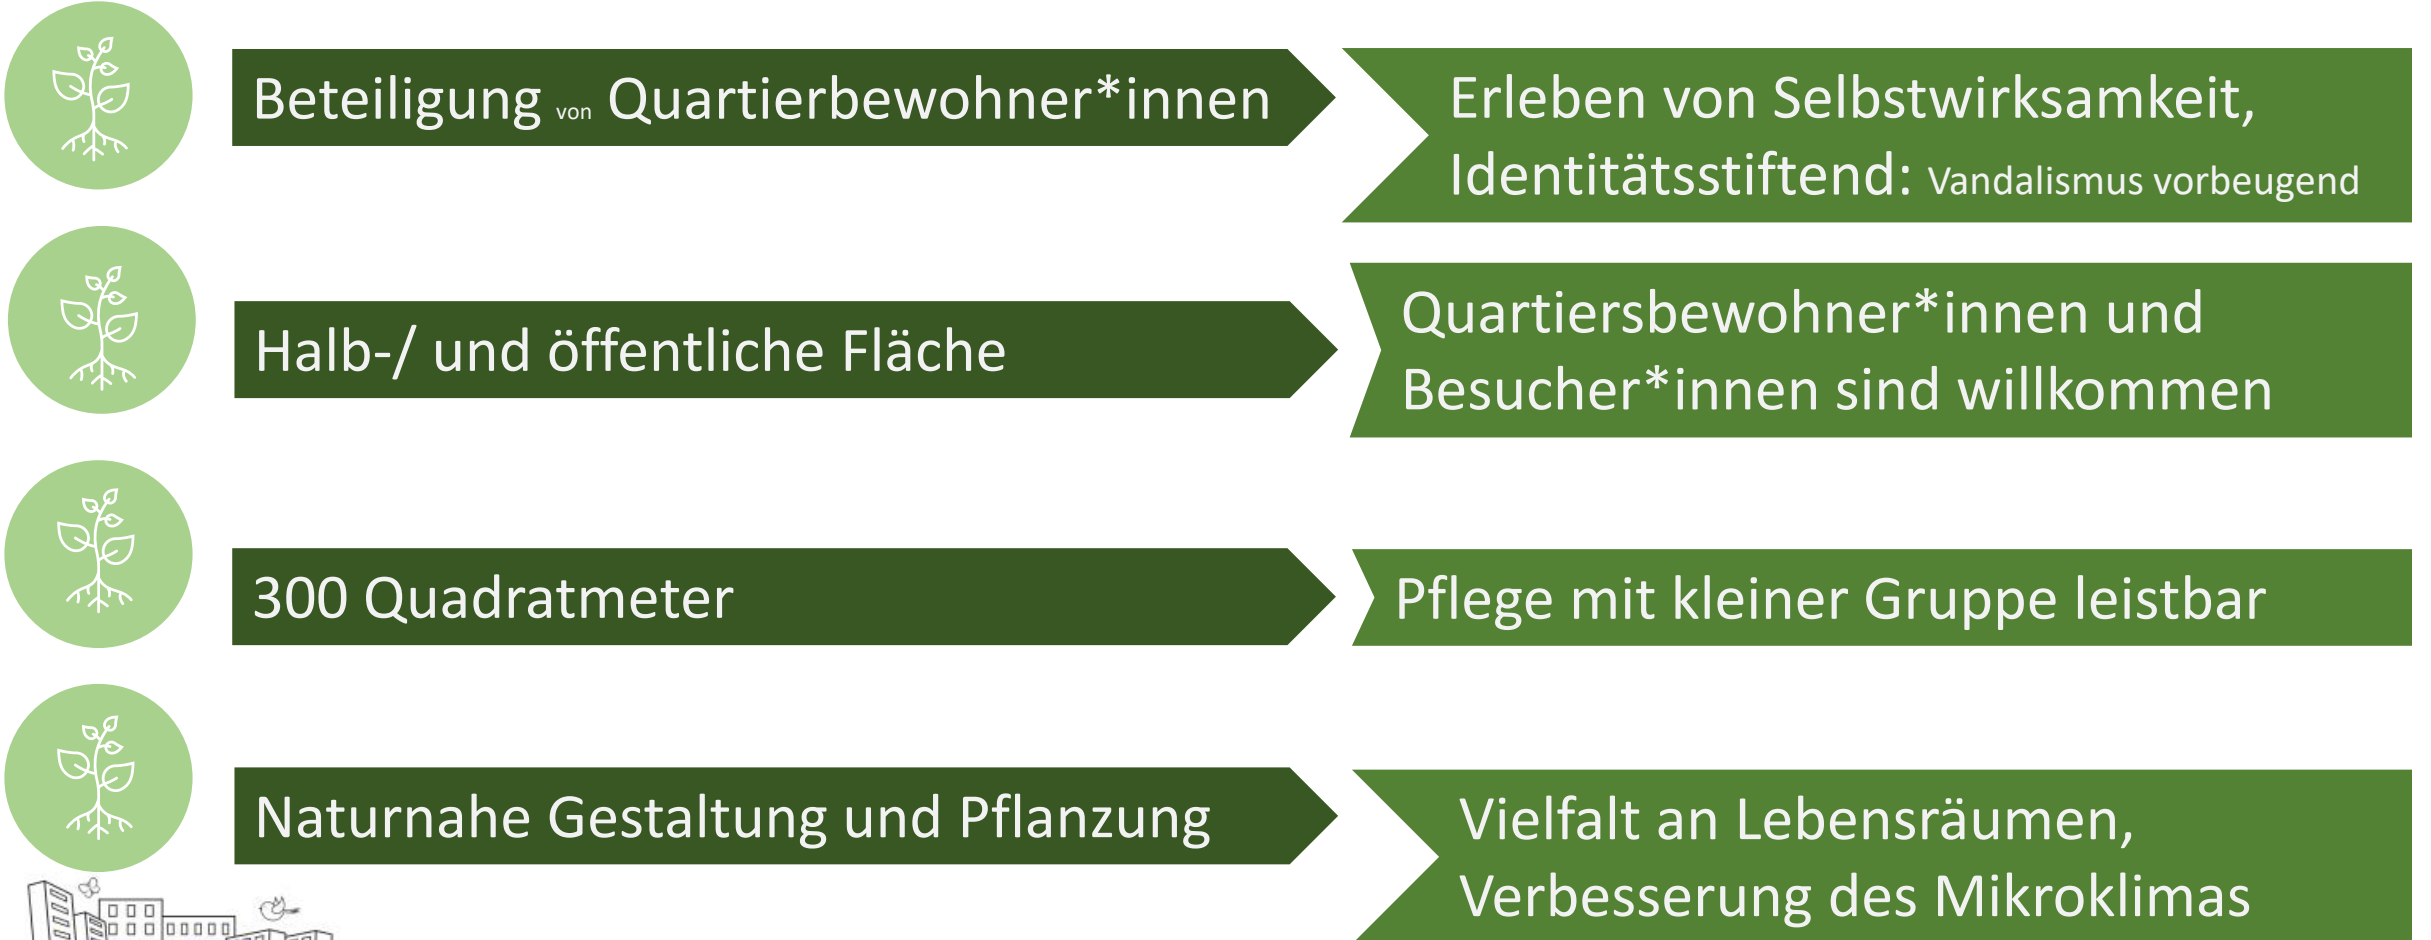 Beteiligung von Quartierbewohner*innen
Erleben von Selbstwirksamkeit,
Identitätsstiftend: Vandalismus vorbeugend
Halb-/ und öffentliche Fläche
Quartiersbewohner*innen und
Besucher*innen sind willkommen
300 Quadratmeter
Pflege mit kleiner Gruppe leistbar
Naturnahe Gestaltung und Pflanzung
Vielfalt an Lebensräumen,
Verbesserung des Mikroklimas